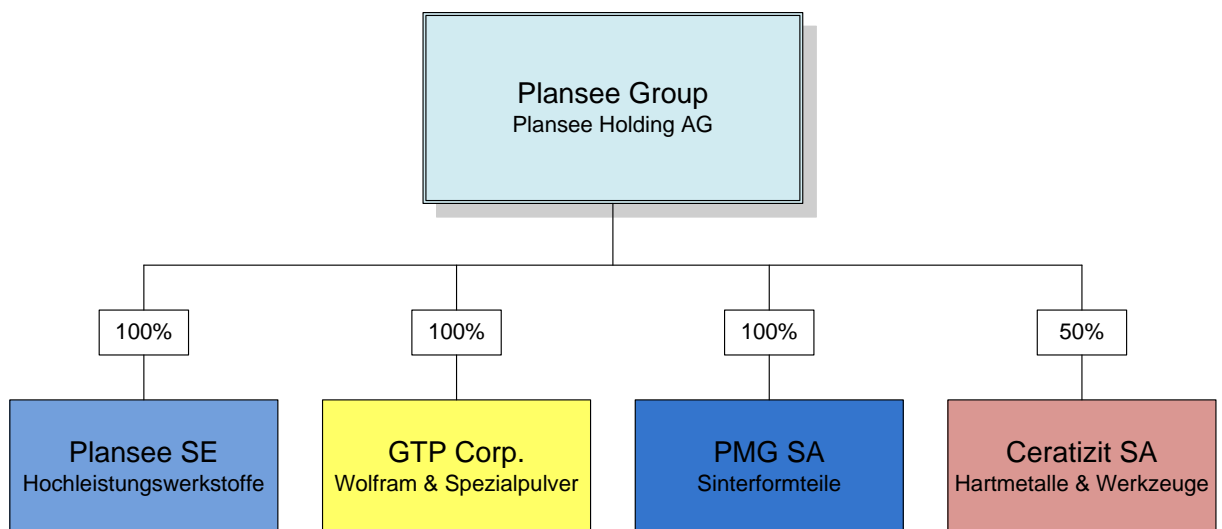 Plansee Group
Plansee Holding AG
100%
100%
100%
50%
Plansee SE
Hochleistungswerkstoffe
GTP Corp.
Wolfram & Spezialpulver
PMG SA
Sinterformteile
Ceratizit SA
Hartmetalle & Werkzeuge